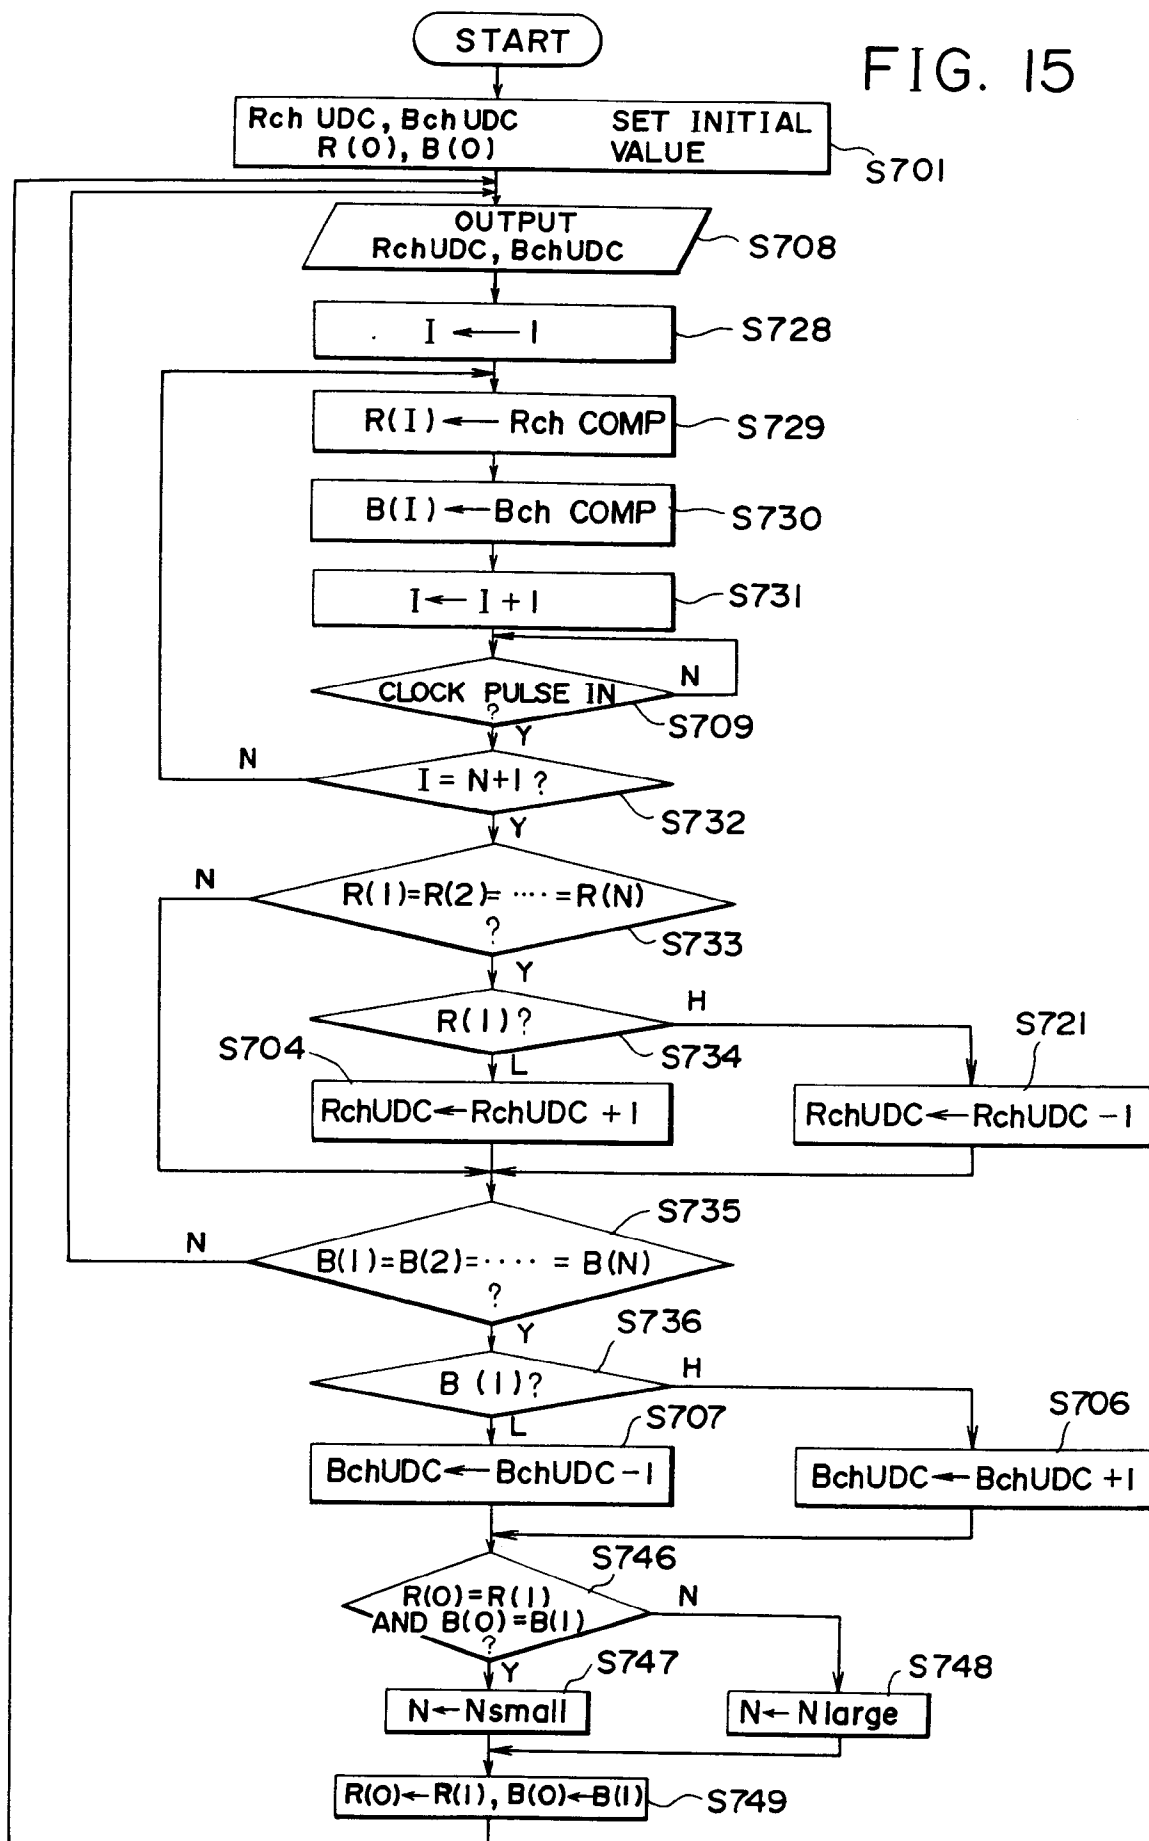 START
FIG. 15
Rch UDC, Bch UDC SET INITIAL
R(0), B(0) VALUE
S701
OUTPUT
RchUDC, BchUDC
S708
I ← 1
S728
R(I) ← Rch COMP
S729
B(I) ← Bch COMP
S730
I ← I + 1
S731
CLOCK PULSE IN
?
N
S709
Y
N
I = N+1 ?
S732
Y
N
R(1)=R(2)= ···· =R(N)
?
S733
Y
R(1)?
H
S734
L
S704
S721
RchUDC ← RchUDC + 1
RchUDC ← RchUDC - 1
S735
N
B(1)=B(2)=····· = B(N)
?
Y
S736
B (1)?
H
L
S707
S706
BchUDC ← BchUDC - 1
BchUDC ← BchUDC + 1
S746
R(0)=R(1)
AND B(0)=B(1)
?
N
Y
S747
S748
N ← Nsmall
N ← Nlarge
R(0)←R(1), B(0)←B(1)
S749